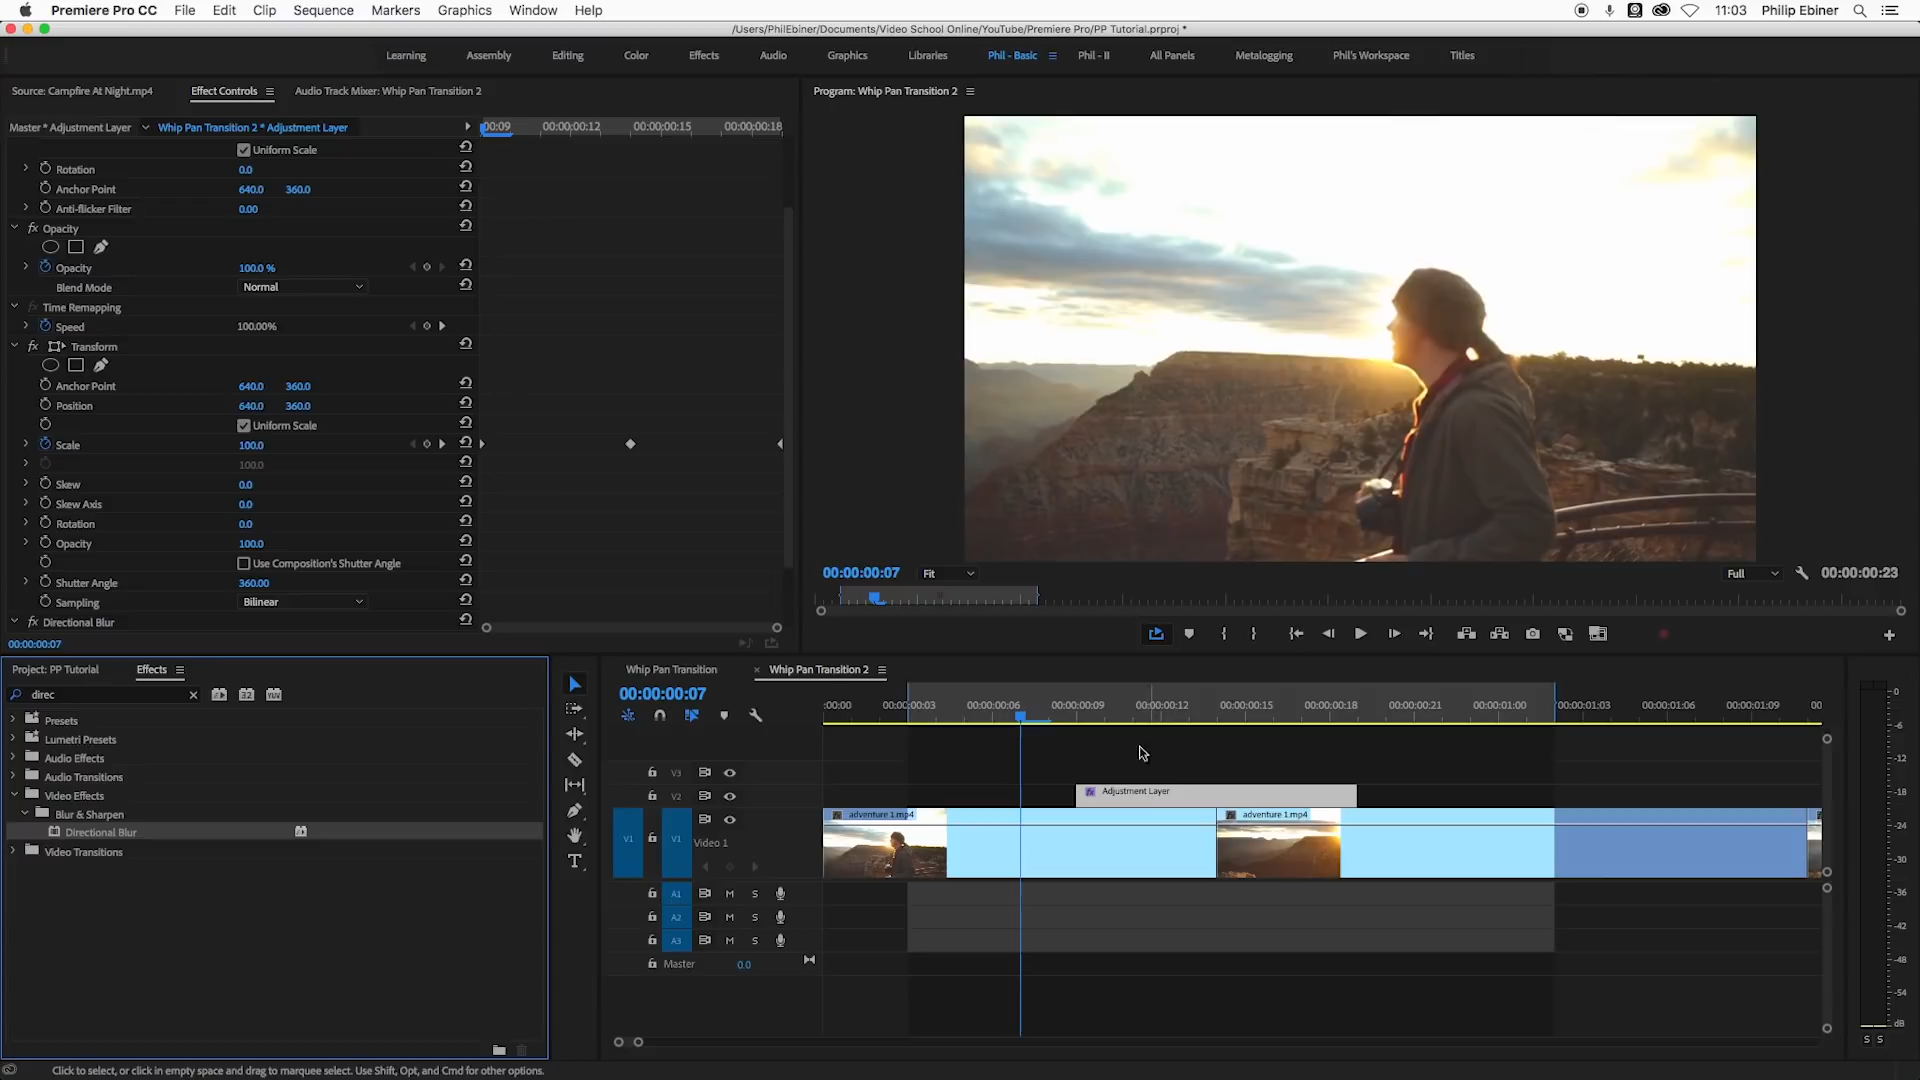 Premiere Pro CC File Edit Clip Sequence Markers Graphics Window Help 11:03 Philip Ebiner
/Users/PhilEbiner/Documents/Video School Online/YouTube/Premiere Pro/PP Tutorial.prproj *
Learning Assembly Editing Color Effects Audio Graphics Libraries Phil - Basic Phil - II All Panels Metalogging Phil's Workspace Titles
Source: Campfire At Night.mp4 Effect Controls Audio Track Mixer: Whip Pan Transition 2
Program: Whip Pan Transition 2
Master * Adjustment Layer Whip Pan Transition 2 * Adjustment Layer
00:09 00:00:00:12 00:00:00:15 00:00:00:18
Uniform Scale
Rotation 0.0
Anchor Point 640.0 360.0
Anti-flicker Filter 0.00
fx Opacity
Opacity 100.0 %
Blend Mode Normal
fx Time Remapping
Speed 100.00%
fx Transform
Anchor Point 640.0 360.0
Position 640.0 360.0
Uniform Scale
Scale 100.0
100.0
Skew 0.0
Skew Axis 0.0
Rotation 0.0
Opacity 100.0
Use Composition's Shutter Angle
Shutter Angle 360.00
Sampling Bilinear
fx Directional Blur
00:00:00:07
00:00:00:07 Fit Full 00:00:00:23
Project: PP Tutorial Effects
direc
Presets
Lumetri Presets
Audio Effects
Audio Transitions
Video Effects
Blur & Sharpen
Directional Blur
Video Transitions
Whip Pan Transition × Whip Pan Transition 2
00:00:00:07
:00:00 00:00:00:03 00:00:00:06 00:00:00:09 00:00:00:12 00:00:00:15 00:00:00:18 00:00:00:21 00:00:01:00 00:00:01:03 00:00:01:06 00:00:01:09 00
V3
V2 fx Adjustment Layer
V1 V1 Video 1
adventure 1.mp4 adventure 1.mp4
A1 M S
A2 M S
A3 M S
Master 0.0
0
-6
-12
-18
-24
-30
-36
-42
-48
-54
dB
S S
Click to select, or click in empty space and drag to marquee select. Use Shift, Opt, and Cmd for other options.